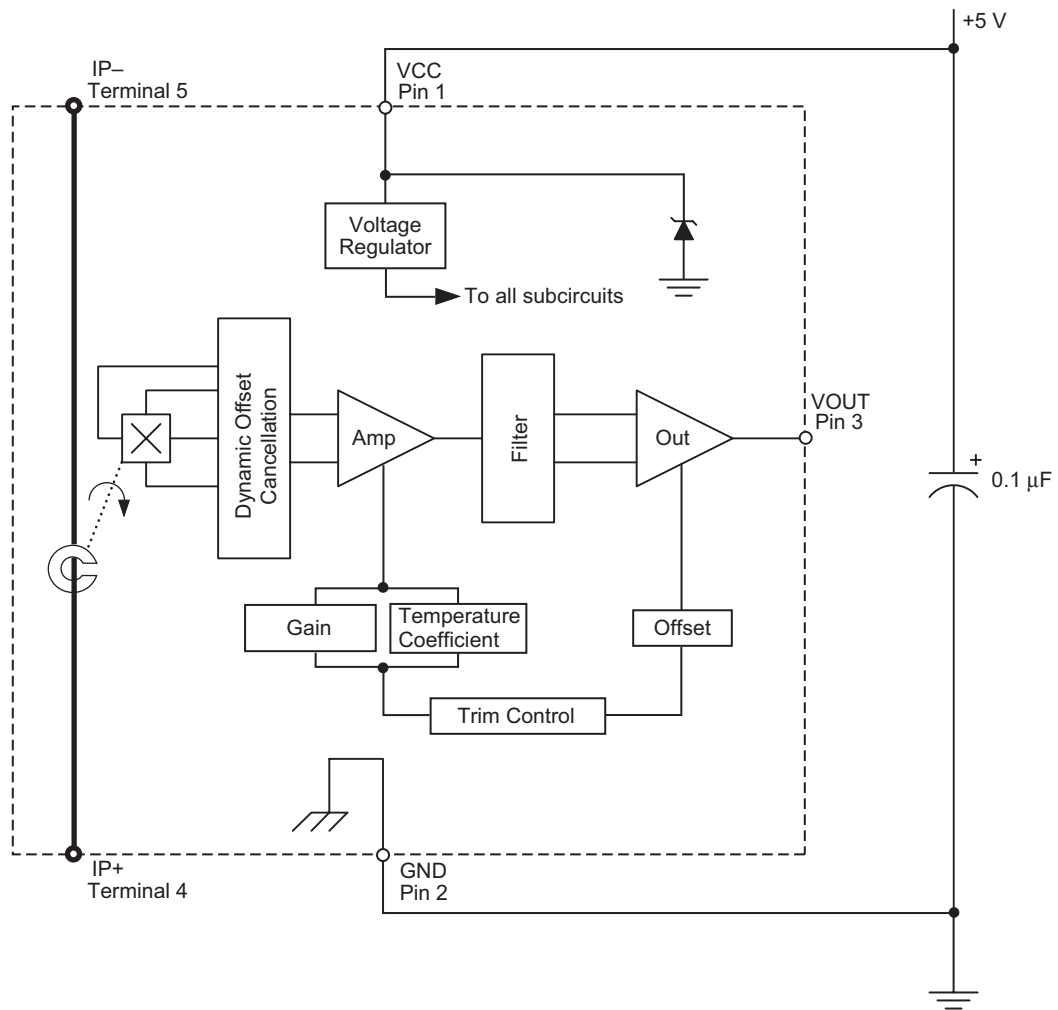 +5 V
IP–
Terminal 5
VCC
Pin 1
Voltage
Regulator
To all subcircuits
Dynamic Offset
Cancellation
Amp
Filter
Out
VOUT
Pin 3
+
0.1 μF
Gain
Temperature
Coefficient
Offset
Trim Control
IP+
Terminal 4
GND
Pin 2